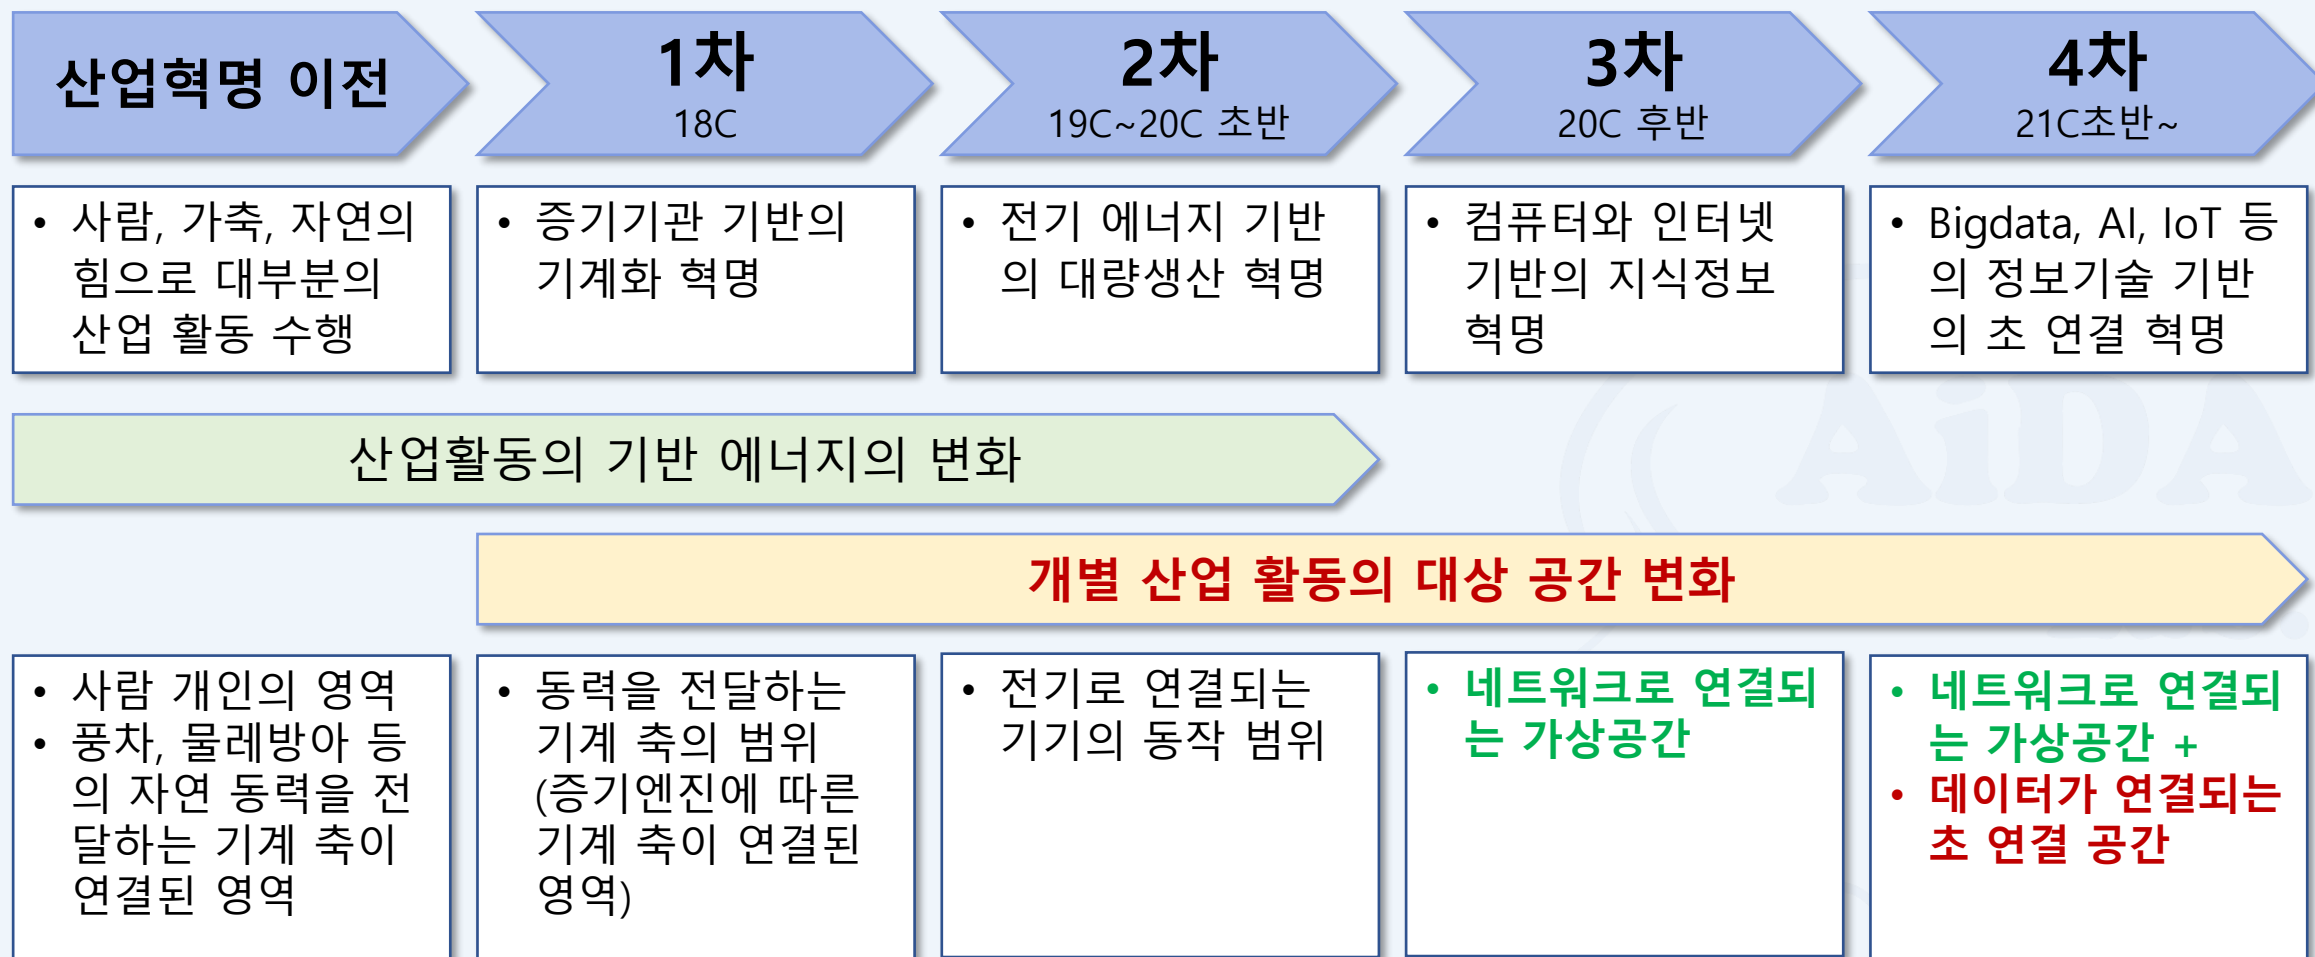 산업혁명 이전
1차
18C
2차
19C~20C 초반
3차
20C 후반
4차
21C초반~
• 사람, 가축, 자연의
힘으로 대부분의
산업 활동 수행
• 증기기관 기반의
기계화 혁명
• 전기 에너지 기반
의 대량생산 혁명
• 컴퓨터와 인터넷
기반의 지식정보
혁명
• Bigdata, AI, IoT 등
의 정보기술 기반
의 초 연결 혁명
AiDA
산업활동의 기반 에너지의 변화
개별 산업 활동의 대상 공간 변화
• 사람 개인의 영역
• 풍차, 물레방아 등
의 자연 동력을 전
달하는 기계 축이
연결된 영역
• 동력을 전달하는
기계 축의 범위
(증기엔진에 따른
기계 축이 연결된
영역)
• 전기로 연결되는
기기의 동작 범위
• 네트워크로 연결되
는 가상공간
• 네트워크로 연결되
는 가상공간 +
• 데이터가 연결되는
초 연결 공간